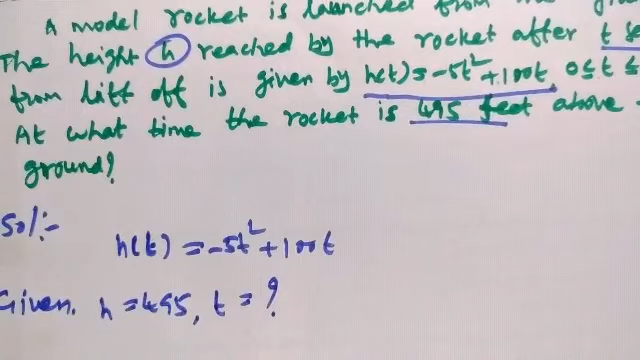 A model rocket is launched from the
The height h reached by the rocket after t
from lift off is given by h(t) = -5t² + 100t, 0 ≤ t ≤
At what time the rocket is 495 feet above
ground?
Sol:-
h(t) = -5t² + 100t
Given. h = 495, t = ?